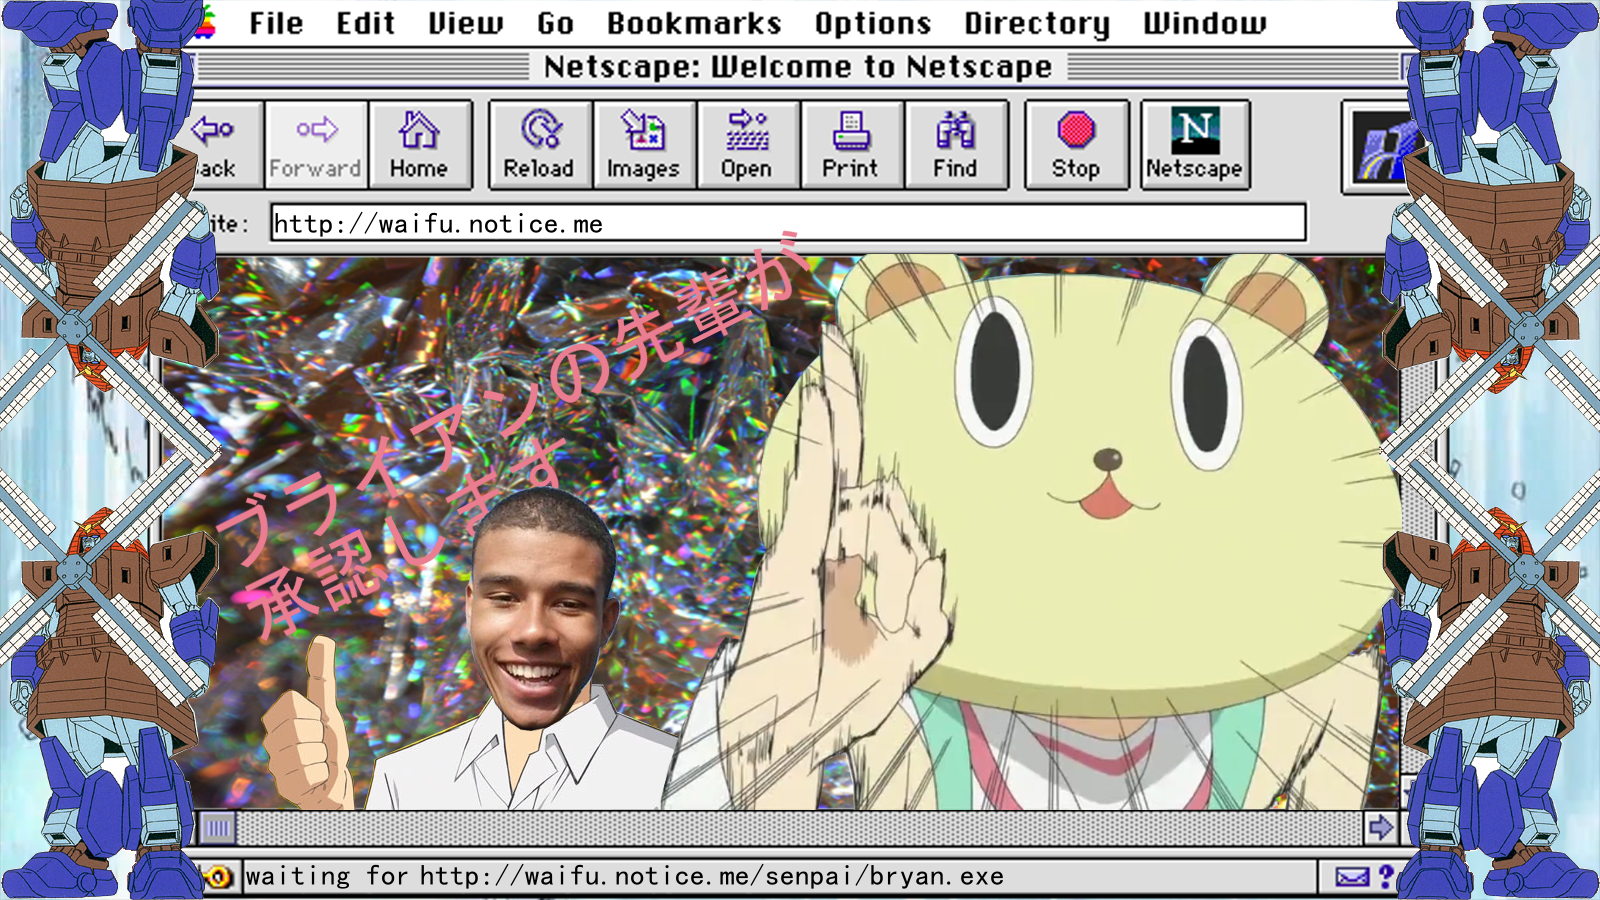 File Edit View Go Bookmarks Options Directory Window
Netscape: Welcome to Netscape
Forward Home Reload Images Open Print Find Stop Netscape
N
http://waifu.notice.me
ブライアンの先輩が
承認します
waiting for http://waifu.notice.me/senpai/bryan.exe
?